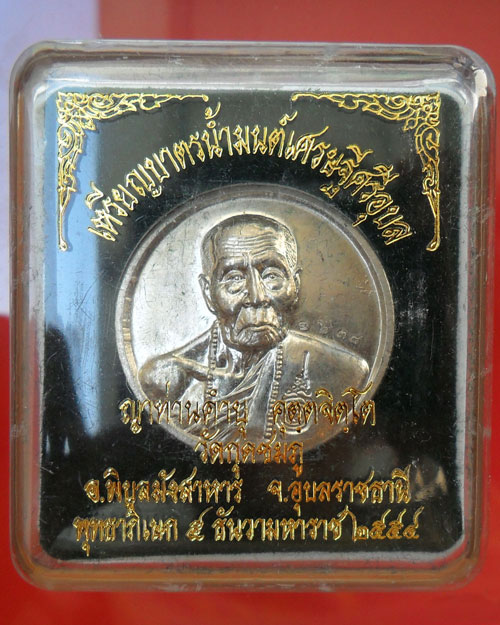 เหรียญบาตรน้ำมนต์เศรษฐีศรีอุบล
ญาท่านคำบุ คุตฺตจิตฺโต
วัดกุดชมภู
อ.พิบูลมังสาหาร จ.อุบลราชธานี
พุทธาภิเษก ๕ ธันวามหาราช ๒๕๕๔